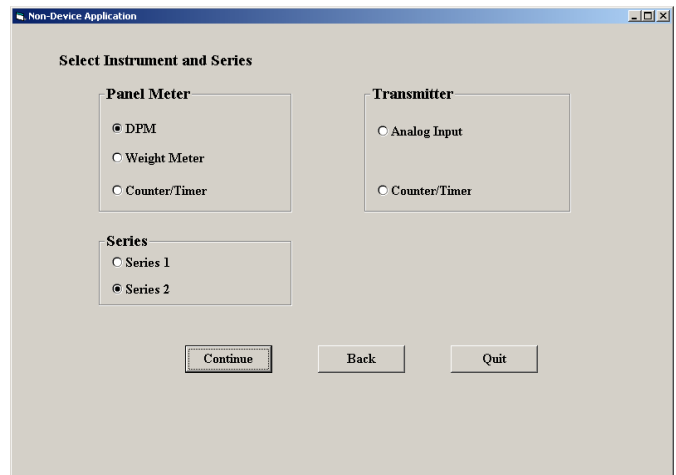 Non-Device Application
Select Instrument and Series
Panel Meter
DPM
Weight Meter
Counter/Timer
Transmitter
Analog Input
Counter/Timer
Series
Series 1
Series 2
Continue
Back
Quit